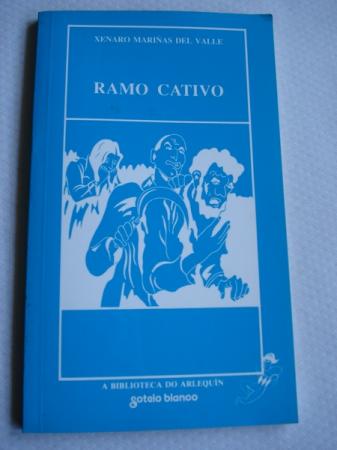 XENARO MARIÑAS DEL VALLE
RAMO CATIVO
A BIBLIOTECA DO ARLEQUÍN
sotelo blanco